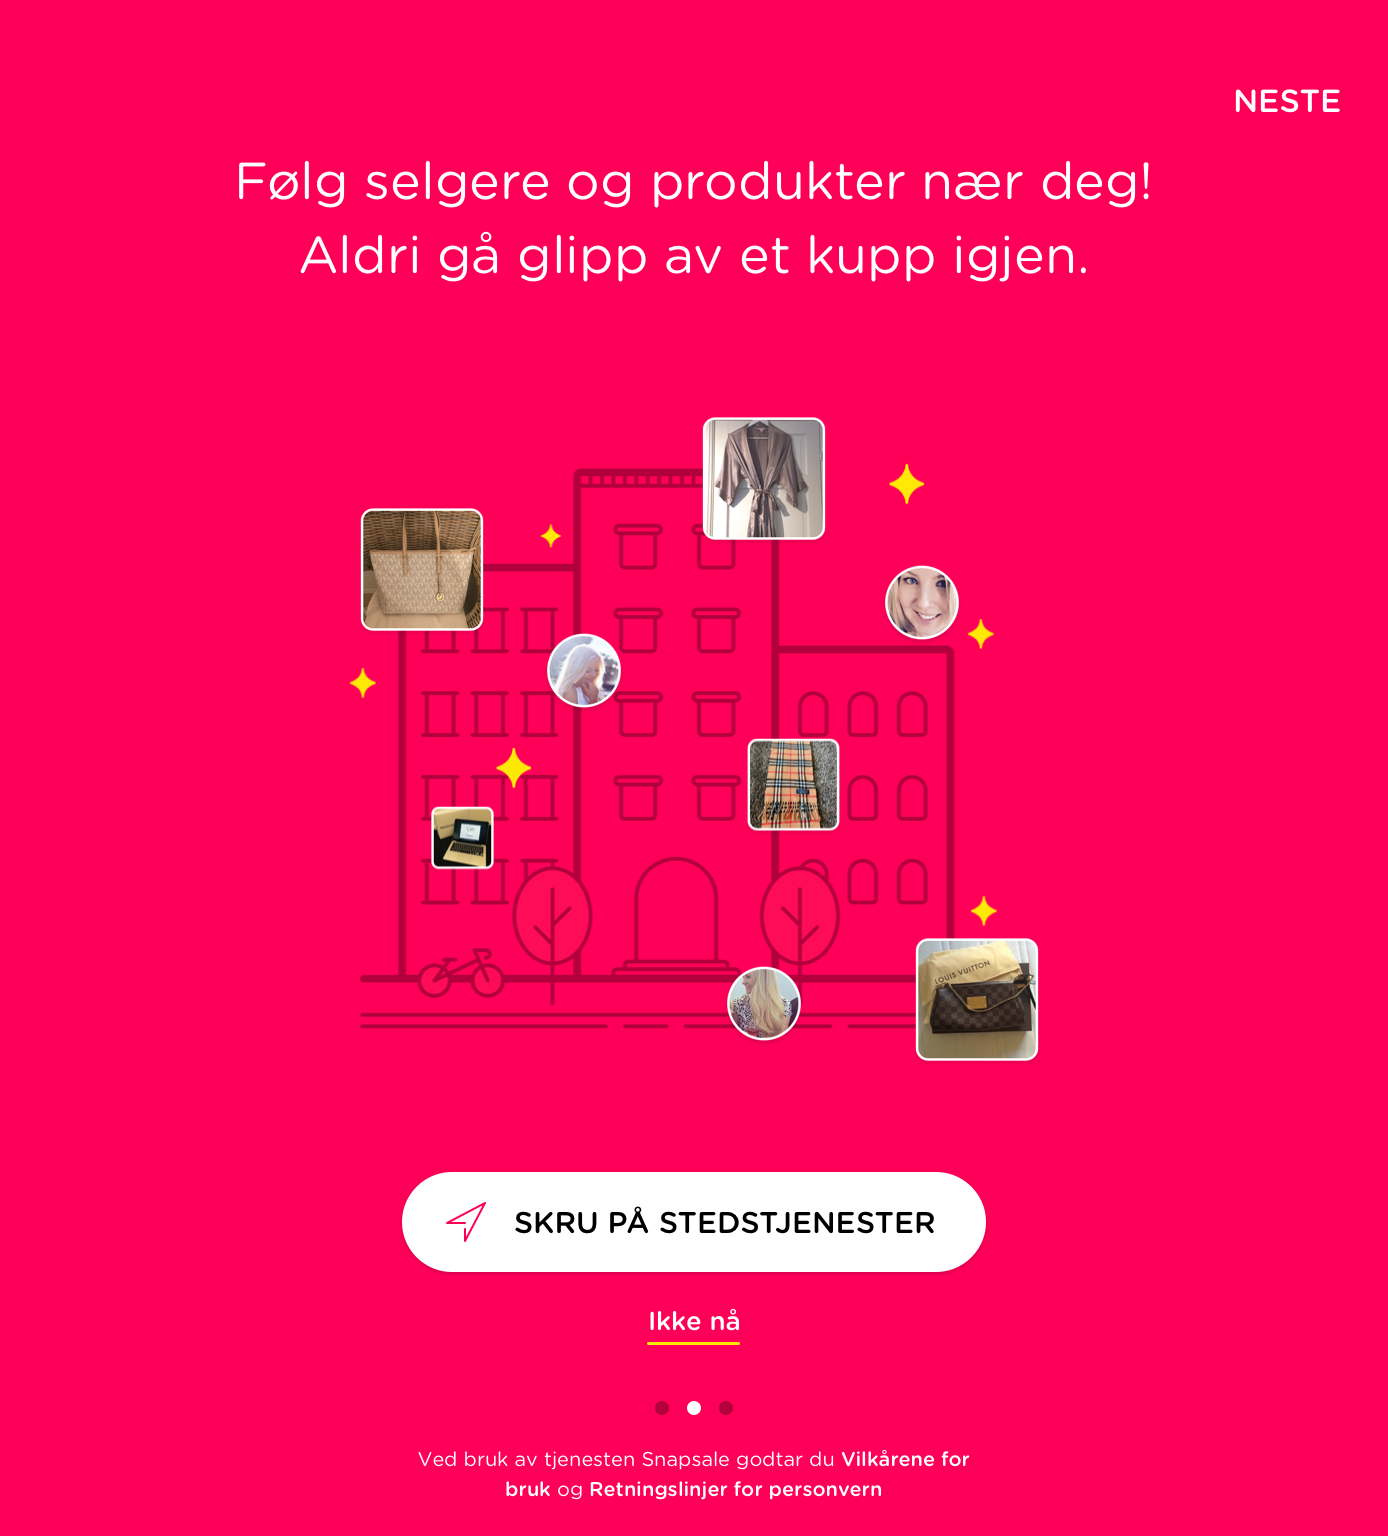 NESTE
Følg selgere og produkter nær deg!
Aldri gå glipp av et kupp igjen.
LOUIS VUITTON
SKRU PÅ STEDSTJENESTER
Ikke nå
Ved bruk av tjenesten Snapsale godtar du Vilkårene for
bruk og Retningslinjer for personvern